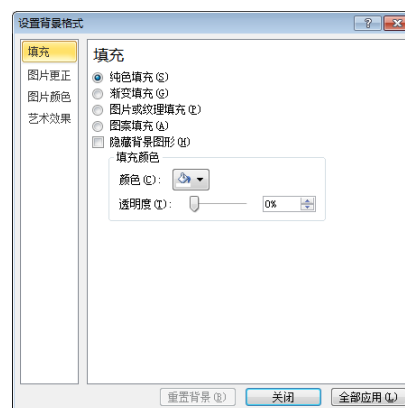 设置背景格式
填充
图片更正
图片颜色
艺术效果
填充
纯色填充(S)
渐变填充(G)
图片或纹理填充(P)
图案填充(A)
隐藏背景图形(H)
填充颜色
颜色(C):
透明度(T): 0%
重置背景(B) 关闭 全部应用(L)